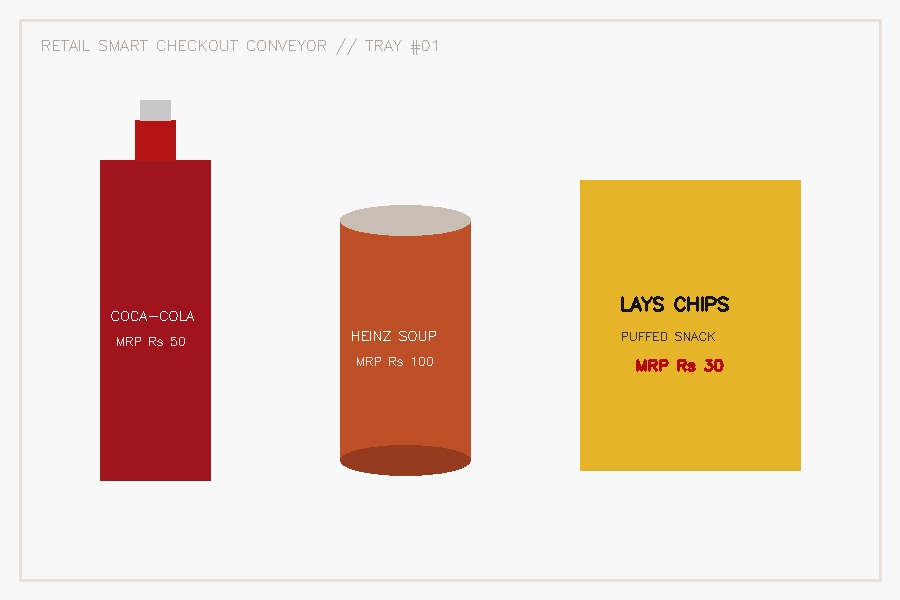 RETAIL SMART CHECKOUT CONVEYOR // TRAY #01
COCA-COLA
MRP Rs 50
HEINZ SOUP
MRP Rs 100
LAYS CHIPS
PUFFED SNACK
MRP Rs 30